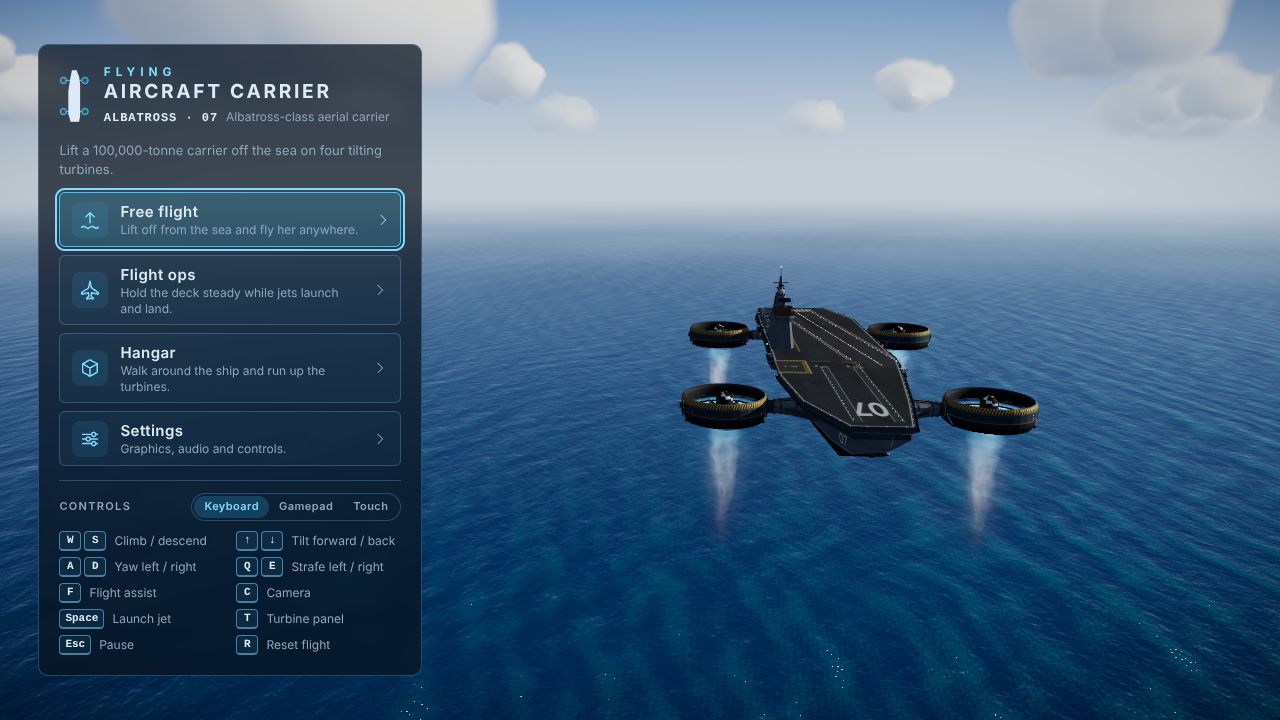 FLYING
AIRCRAFT CARRIER
ALBATROSS · 07 Albatross-class aerial carrier
Lift a 100,000-tonne carrier off the sea on four tilting
turbines.
Free flight
Lift off from the sea and fly her anywhere.
Flight ops
Hold the deck steady while jets launch
and land.
Hangar
Walk around the ship and run up the
turbines.
Settings
Graphics, audio and controls.
CONTROLS Keyboard Gamepad Touch
W S Climb / descend ↑ ↓ Tilt forward / back
A D Yaw left / right Q E Strafe left / right
F Flight assist C Camera
Space Launch jet T Turbine panel
Esc Pause R Reset flight
07
07